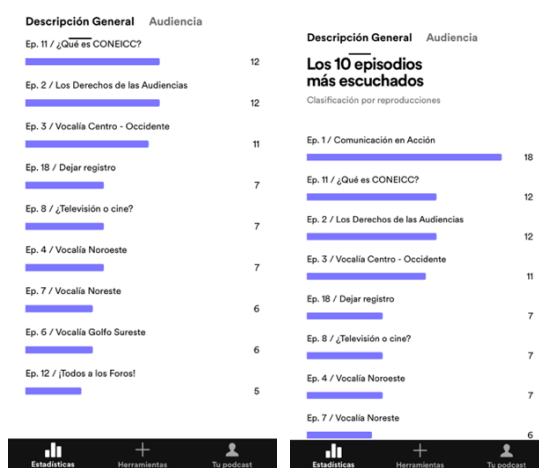 Descripción General Audiencia
Ep. 11 / ¿Qué es CONEICC?
12
Ep. 2 / Los Derechos de las Audiencias
12
Ep. 3 / Vocalía Centro - Occidente
11
Ep. 18 / Dejar registro
7
Ep. 8 / ¿Televisión o cine?
7
Ep. 4 / Vocalía Noroeste
7
Ep. 7 / Vocalía Noreste
6
Ep. 6 / Vocalía Golfo Sureste
6
Ep. 12 / ¡Todos a los Foros!
5
Estadísticas Herramientas Tu podcast
Descripción General Audiencia
Los 10 episodios
más escuchados
Clasificación por reproducciones
Ep. 1 / Comunicación en Acción
18
Ep. 11 / ¿Qué es CONEICC?
12
Ep. 2 / Los Derechos de las Audiencias
12
Ep. 3 / Vocalía Centro - Occidente
11
Ep. 18 / Dejar registro
7
Ep. 8 / ¿Televisión o cine?
7
Ep. 4 / Vocalía Noroeste
7
Ep. 7 / Vocalía Noreste
6
Estadísticas Herramientas Tu podcast